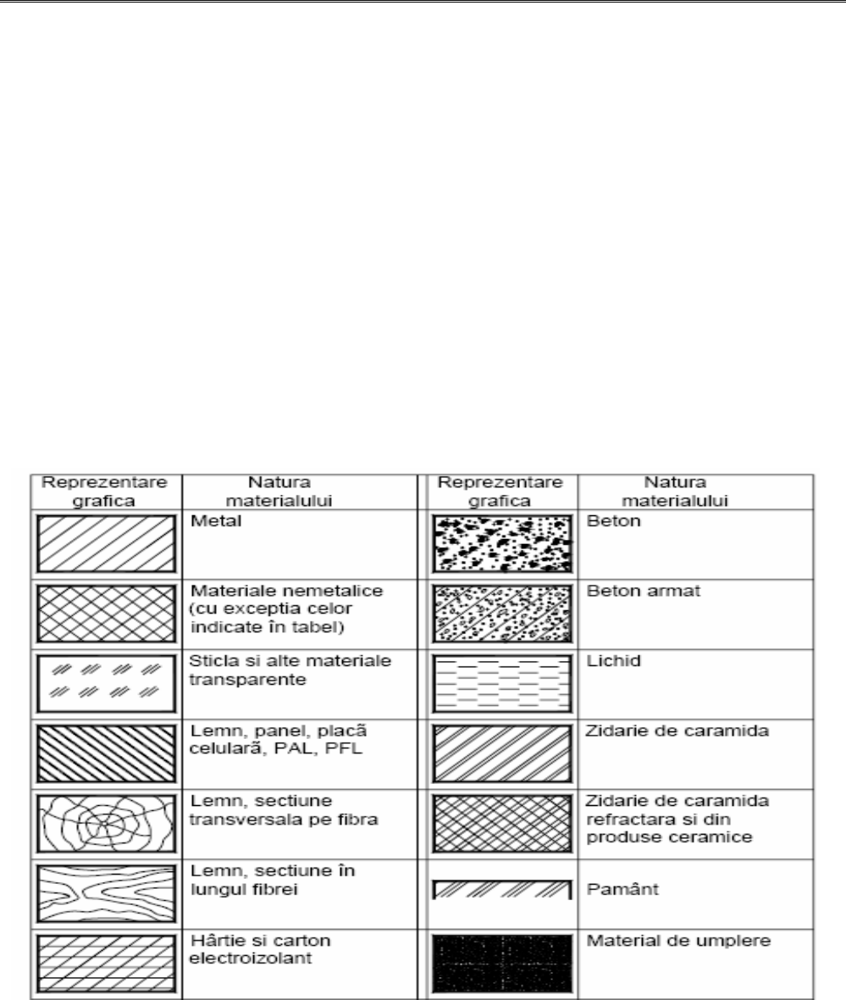 Reprezentare grafica
Natura materialului
Reprezentare grafica
Natura materialului
Metal
Beton
Materiale nemetalice
(cu exceptia celor
indicate în tabel)
Beton armat
Sticla si alte materiale
transparente
Lichid
Lemn, panel, placã
celularã, PAL, PFL
Zidarie de caramida
Lemn, sectiune
transversala pe fibra
Zidarie de caramida
refractara si din
produse ceramice
Lemn, sectiune în
lungul fibrei
Pamânt
Hârtie si carton
electroizolant
Material de umplere